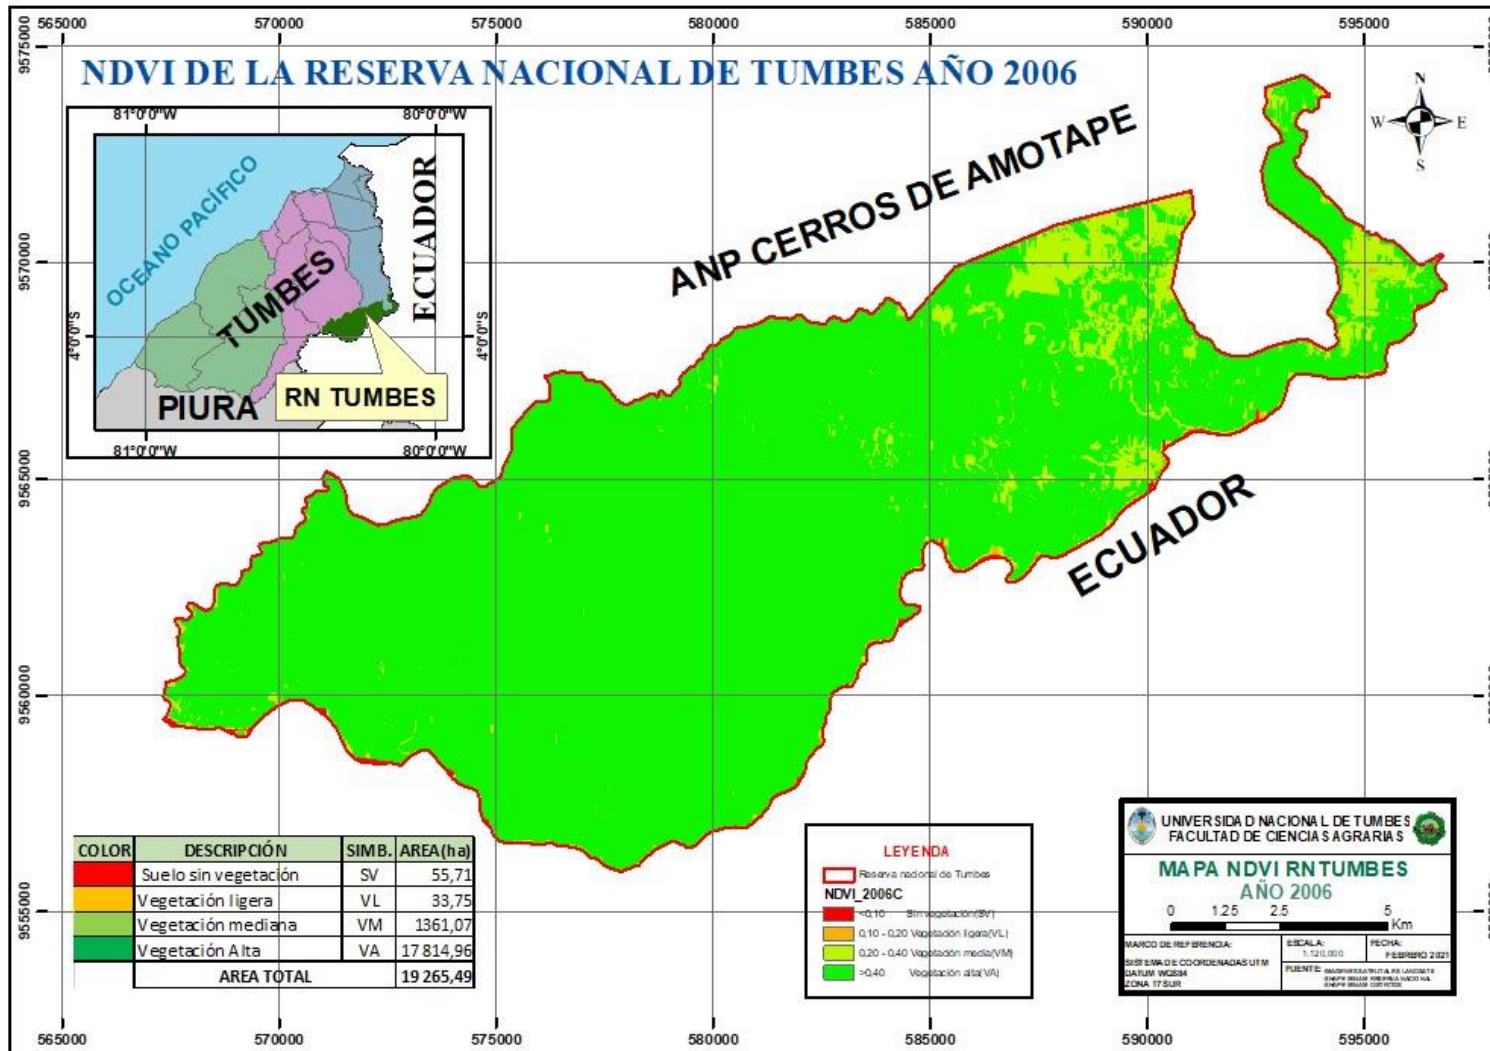 565000 570000 575000 580000 585000 590000 595000
9575000
NDVI DE LA RESERVA NACIONAL DE TUMBES AÑO 2006
81°0'0"W 80°0'0"W
OCEANO PACÍFICO
ECUADOR
TUMBES
4°0'0"S 4°0'0"S
PIURA
RN TUMBES
81°0'0"W 80°0'0"W
ANP CERROS DE AMOTAPE
N
W E
S
9570000
9565000
ECUADOR
9560000
9555000
COLOR DESCRIPCIÓN SIMB. AREA(ha)
Suelo sin vegetación SV 55,71
Vegetación ligera VL 33,75
Vegetación mediana VM 1361,07
Vegetación Alta VA 17 814,96
AREA TOTAL 19 265,49
LEYENDA
Reserva nacional de Tumbes
NDVI_2006C
<0,10 Sin vegetación(SV)
0,10 - 0,20 Vegetación ligera(VL)
0,20 - 0,40 Vegetación media(VM)
>0,40 Vegetación alta(VA)
UNIVERSIDAD NACIONAL DE TUMBES
FACULTAD DE CIENCIAS AGRARIAS
MAPA NDVI RN TUMBES
AÑO 2006
0 1.25 2.5 5
Km
MARCO DE REFERENCIA:
SISTEMA DE COORDENADAS UTM
DATUM WGS84
ZONA 17 SUR
ESCALA:
1:120,000
FECHA:
FEBRERO 2021
FUENTE:
565000 570000 575000 580000 585000 590000 595000